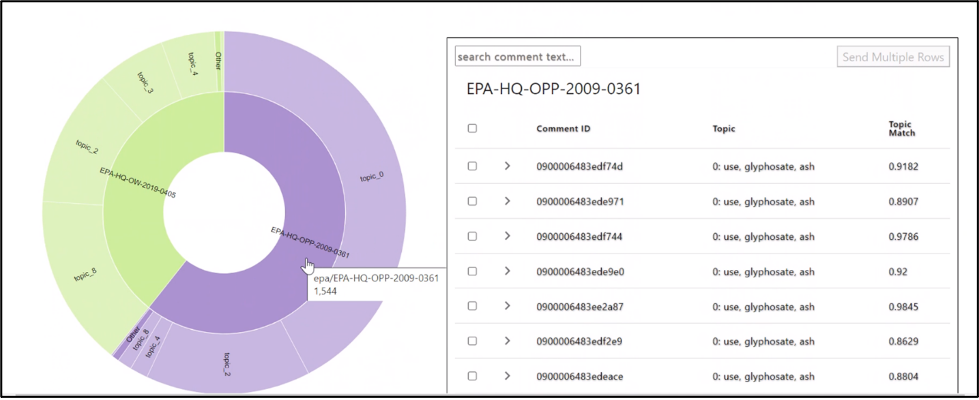 topic_4
Other
topic_3
topic_2
EPA-HQ-OW-2019-0405
topic_8
topic_0
EPA-HQ-OPP-2009-0361
epa/EPA-HQ-OPP-2009-0361
1,544
Other
topic_8
topic_4
topic_2
search comment text...
Send Multiple Rows
EPA-HQ-OPP-2009-0361
Comment ID Topic Topic Match
0900006483edf74d 0: use, glyphosate, ash 0.9182
0900006483ede971 0: use, glyphosate, ash 0.8907
0900006483edf744 0: use, glyphosate, ash 0.9786
0900006483ede9e0 0: use, glyphosate, ash 0.92
0900006483ee2a87 0: use, glyphosate, ash 0.9845
0900006483edf2e9 0: use, glyphosate, ash 0.8629
0900006483edeace 0: use, glyphosate, ash 0.8804